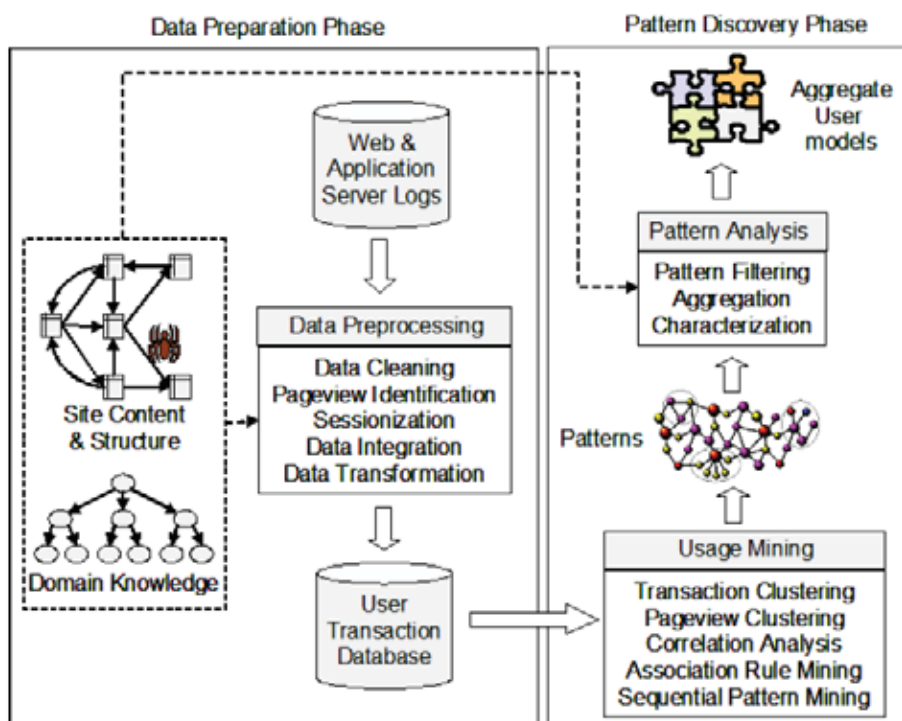 Data Preparation Phase
Web &
Application
Server Logs
Site Content
& Structure
Domain Knowledge
Data Preprocessing
Data Cleaning
Pageview Identification
Sessionization
Data Integration
Data Transformation
User
Transaction
Database
Pattern Discovery Phase
Aggregate
User
models
Pattern Analysis
Pattern Filtering
Aggregation
Characterization
Patterns
Usage Mining
Transaction Clustering
Pageview Clustering
Correlation Analysis
Association Rule Mining
Sequential Pattern Mining